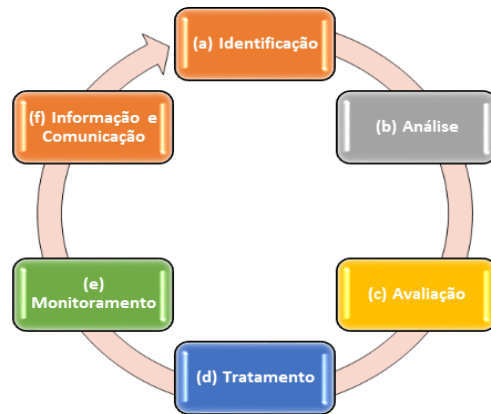 (a) Identificação
(b) Análise
(c) Avaliação
(d) Tratamento
(e)
Monitoramento
(f) Informação e
Comunicação